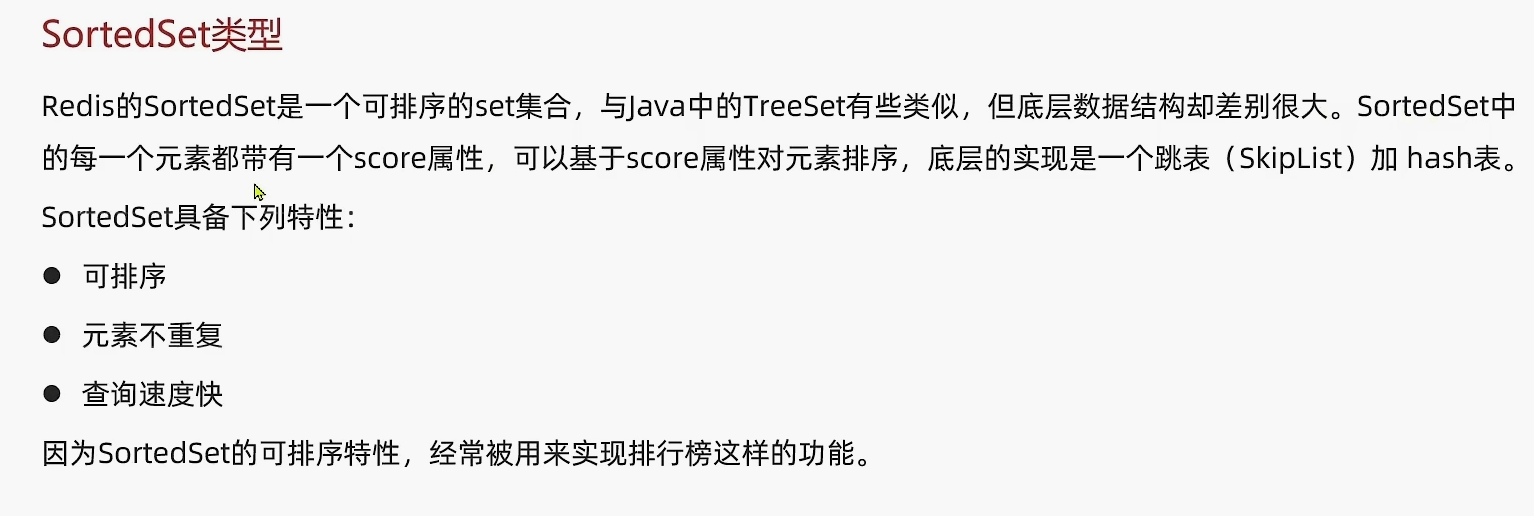 SortedSet类型
Redis的SortedSet是一个可排序的set集合，与Java中的TreeSet有些类似，但底层数据结构却差别很大。SortedSet中
的每一个元素都带有一个score属性，可以基于score属性对元素排序，底层的实现是一个跳表（SkipList）加 hash表。
SortedSet具备下列特性：
● 可排序
● 元素不重复
● 查询速度快
因为SortedSet的可排序特性，经常被用来实现排行榜这样的功能。